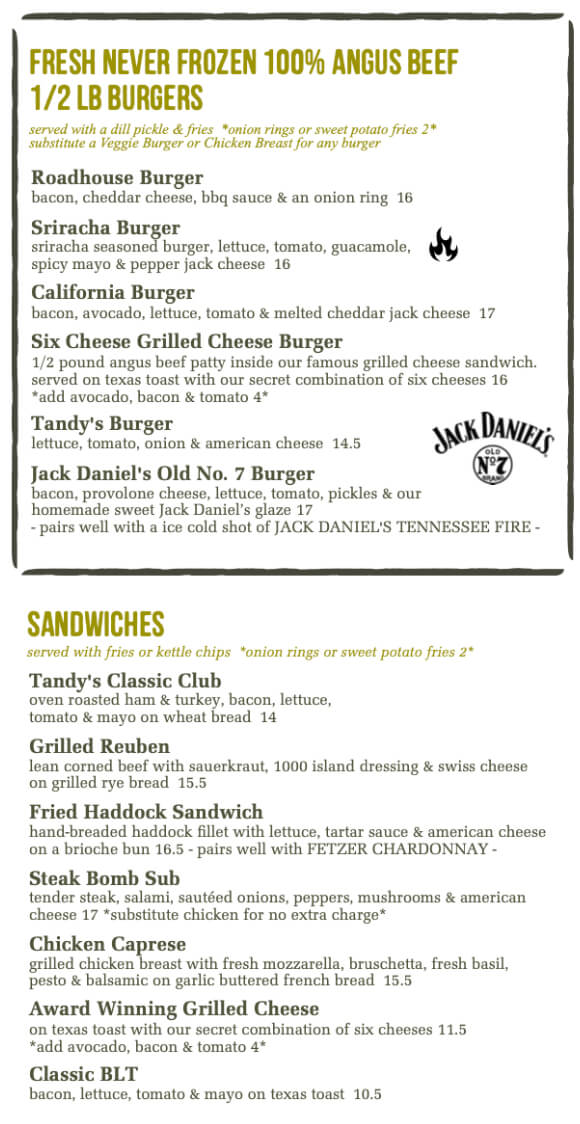 FRESH NEVER FROZEN 100% ANGUS BEEF
1/2 LB BURGERS
served with a dill pickle & fries *onion rings or sweet potato fries 2*
substitute a Veggie Burger or Chicken Breast for any burger
Roadhouse Burger
bacon, cheddar cheese, bbq sauce & an onion ring 16
Sriracha Burger
sriracha seasoned burger, lettuce, tomato, guacamole,
spicy mayo & pepper jack cheese 16
California Burger
bacon, avocado, lettuce, tomato & melted cheddar jack cheese 17
Six Cheese Grilled Cheese Burger
1/2 pound angus beef patty inside our famous grilled cheese sandwich.
served on texas toast with our secret combination of six cheeses 16
*add avocado, bacon & tomato 4*
Tandy's Burger
lettuce, tomato, onion & american cheese 14.5
JACK DANIEL'S
OLD
Nº7
BRAND
Jack Daniel's Old No. 7 Burger
bacon, provolone cheese, lettuce, tomato, pickles & our
homemade sweet Jack Daniel's glaze 17
- pairs well with a ice cold shot of JACK DANIEL'S TENNESSEE FIRE -
SANDWICHES
served with fries or kettle chips *onion rings or sweet potato fries 2*
Tandy's Classic Club
oven roasted ham & turkey, bacon, lettuce,
tomato & mayo on wheat bread 14
Grilled Reuben
lean corned beef with sauerkraut, 1000 island dressing & swiss cheese
on grilled rye bread 15.5
Fried Haddock Sandwich
hand-breaded haddock fillet with lettuce, tartar sauce & american cheese
on a brioche bun 16.5 - pairs well with FETZER CHARDONNAY -
Steak Bomb Sub
tender steak, salami, sautéed onions, peppers, mushrooms & american
cheese 17 *substitute chicken for no extra charge*
Chicken Caprese
grilled chicken breast with fresh mozzarella, bruschetta, fresh basil,
pesto & balsamic on garlic buttered french bread 15.5
Award Winning Grilled Cheese
on texas toast with our secret combination of six cheeses 11.5
*add avocado, bacon & tomato 4*
Classic BLT
bacon, lettuce, tomato & mayo on texas toast 10.5